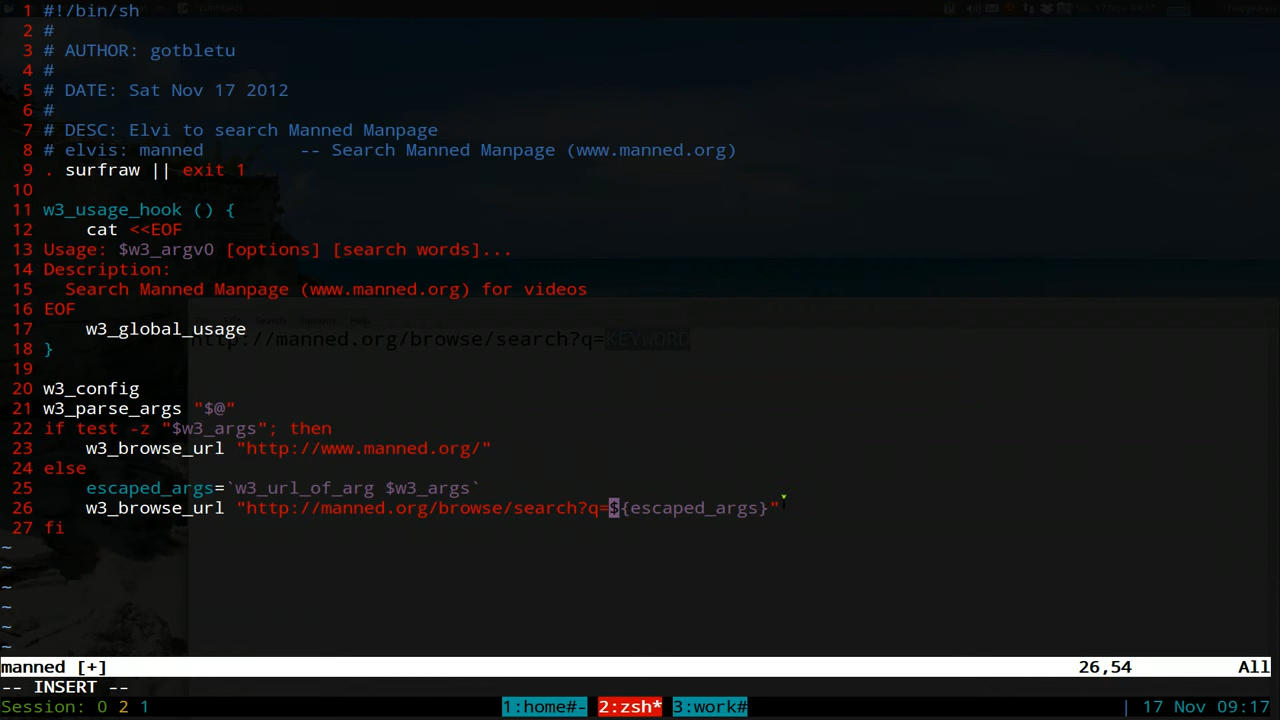 1 #!/bin/sh
2 #
3 # AUTHOR: gotbletu
4 #
5 # DATE: Sat Nov 17 2012
6 #
7 # DESC: Elvi to search Manned Manpage
8 # elvis: manned         -- Search Manned Manpage (www.manned.org)
9 . surfraw || exit 1
10
11 w3_usage_hook () {
12     cat <<EOF
13 Usage: $w3_argv0 [options] [search words]...
14 Description:
15   Search Manned Manpage (www.manned.org) for videos
16 EOF
17     w3_global_usage
http://manned.org/browse/search?q=KEYWORD
18 }
19
20 w3_config
21 w3_parse_args "$@"
22 if test -z "$w3_args"; then
23     w3_browse_url "http://www.manned.org/"
24 else
25     escaped_args=`w3_url_of_arg $w3_args`
26     w3_browse_url "http://manned.org/browse/search?q=${escaped_args}"
27 fi
~
~
~
~
~
~
manned [+] 26,54 All
-- INSERT --
Session: 0 2 1 1:home#- 2:zsh* 3:work# | 17 Nov 09:17